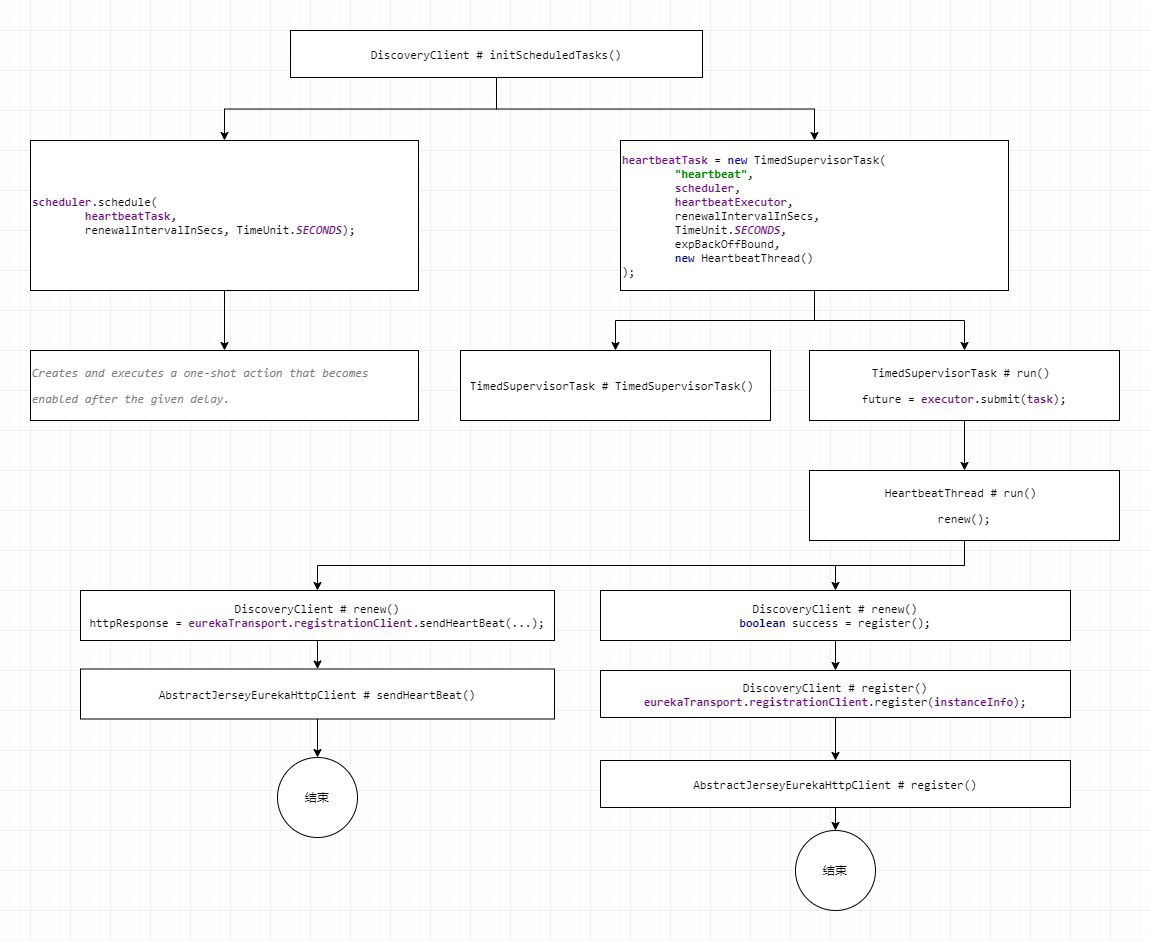 DiscoveryClient # initScheduledTasks()
scheduler.schedule(
heartbeatTask,
renewalIntervalInSecs, TimeUnit.SECONDS);
heartbeatTask = new TimedSupervisorTask(
"heartbeat",
scheduler,
heartbeatExecutor,
renewalIntervalInSecs,
TimeUnit.SECONDS,
expBackOffBound,
new HeartbeatThread()
);
Creates and executes a one-shot action that becomes
enabled after the given delay.
TimedSupervisorTask # TimedSupervisorTask()
TimedSupervisorTask # run()
future = executor.submit(task);
HeartbeatThread # run()
renew();
DiscoveryClient # renew()
httpResponse = eurekaTransport.registrationClient.sendHeartBeat(...);
DiscoveryClient # renew()
boolean success = register();
AbstractJerseyEurekaHttpClient # sendHeartBeat()
DiscoveryClient # register()
eurekaTransport.registrationClient.register(instanceInfo);
结束
AbstractJerseyEurekaHttpClient # register()
结束